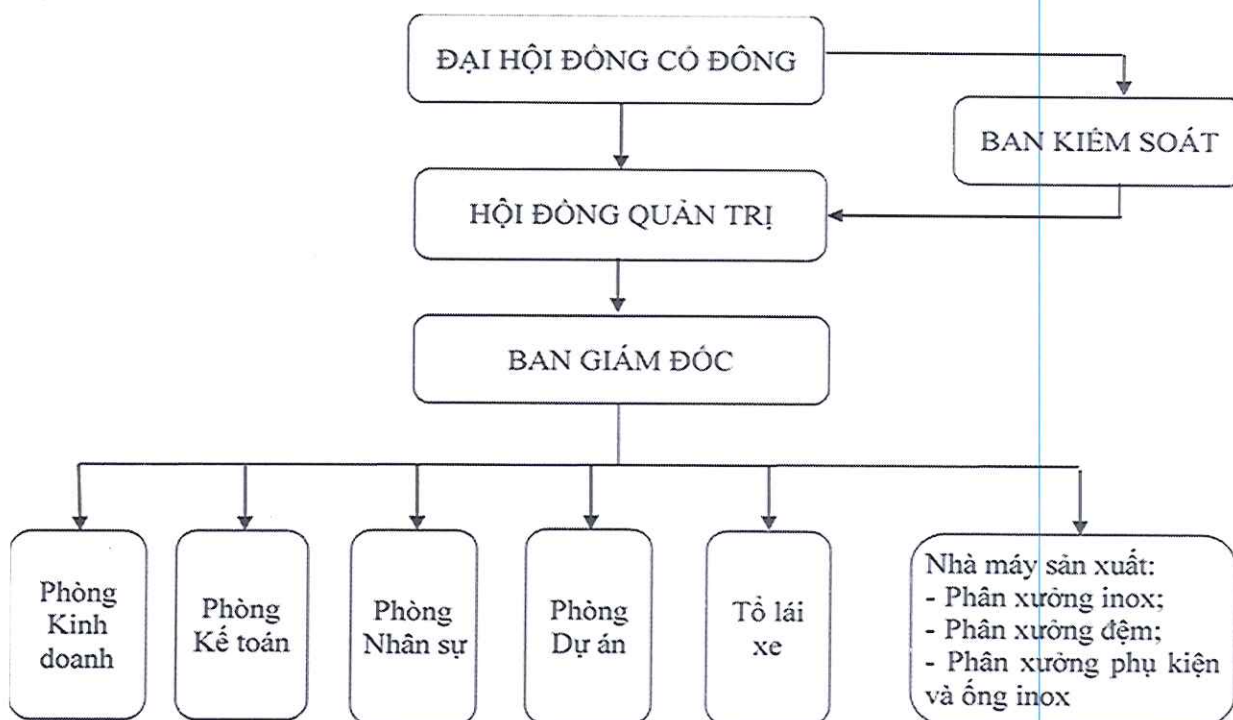 ĐẠI HỘI ĐỒNG CỔ ĐÔNG
BAN KIỂM SOÁT
HỘI ĐỒNG QUẢN TRỊ
BAN GIÁM ĐỐC
Phòng
Kinh
doanh
Phòng
Kế toán
Phòng
Nhân sự
Phòng
Dự án
Tổ lái
xe
Nhà máy sản xuất:
- Phân xưởng inox;
- Phân xưởng đệm;
- Phân xưởng phụ kiện
và ống inox